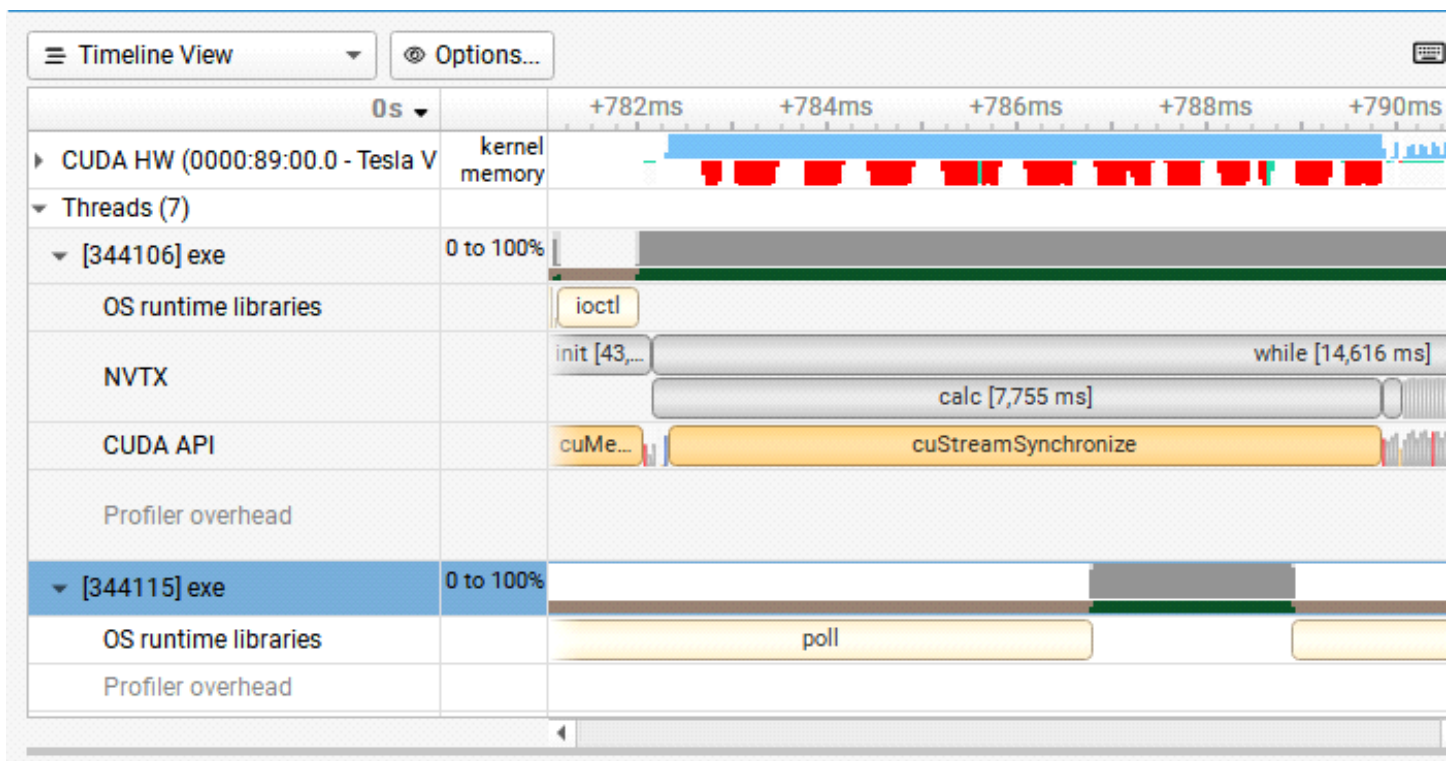 Timeline View Options...
0s +782ms +784ms +786ms +788ms +790ms
CUDA HW (0000:89:00.0 - Tesla V kernel
memory
Threads (7)
[344106] exe 0 to 100%
OS runtime libraries ioctl
NVTX init [43,... while [14,616 ms]
calc [7,755 ms]
CUDA API cuMe... cuStreamSynchronize
Profiler overhead
[344115] exe 0 to 100%
OS runtime libraries poll
Profiler overhead